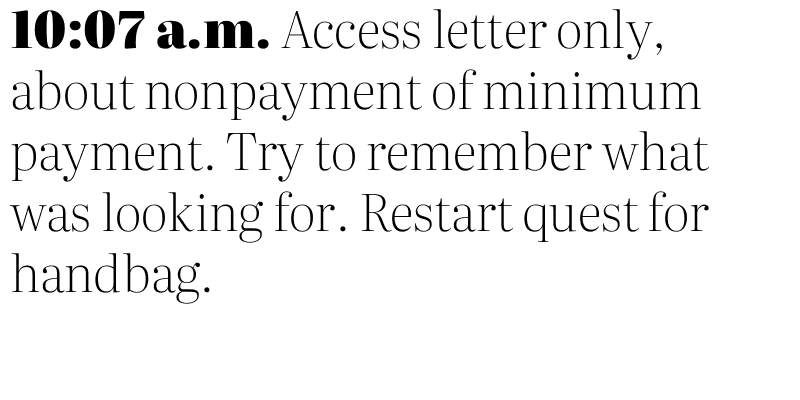 10:07 a.m. Access letter only,
about nonpayment of minimum
payment. Try to remember what
was looking for. Restart quest for
handbag.